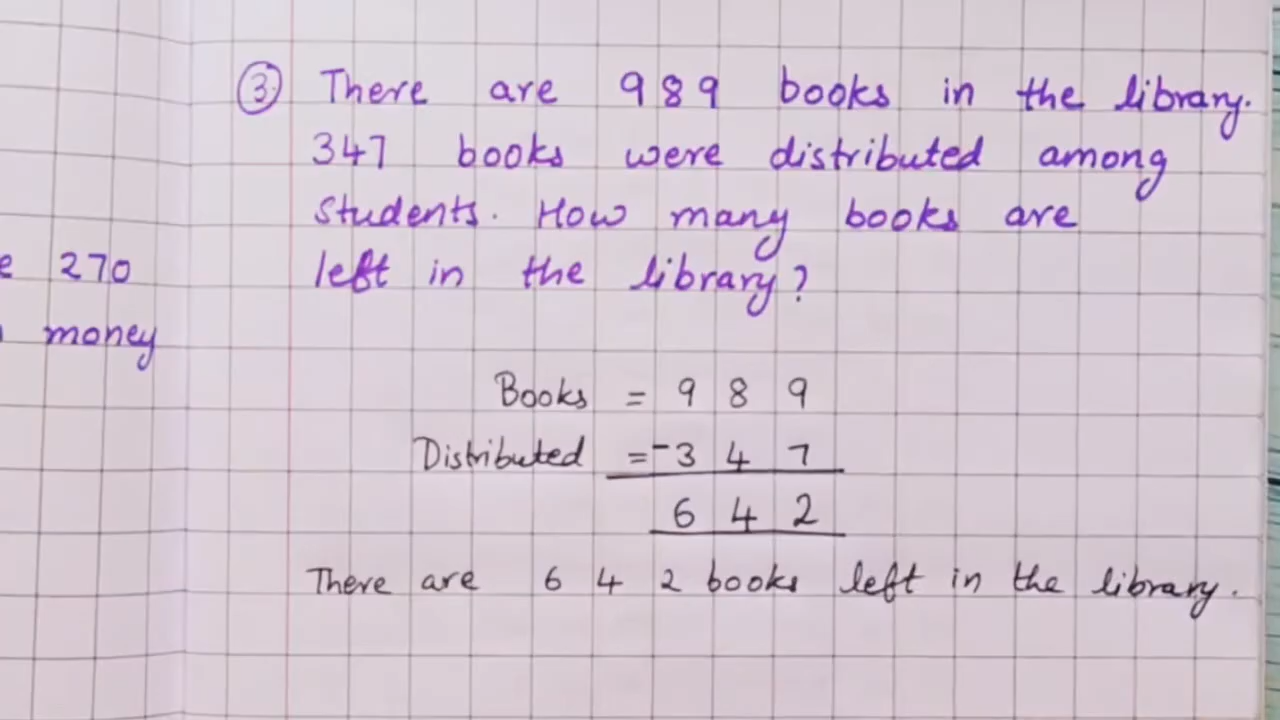 ③ There are 989 books in the library.
347 books were distributed among
students. How many books are
left in the library?
270
money
Books = 9 8 9
Distributed = - 3 4 7
6 4 2
There are 6 4 2 books left in the library.